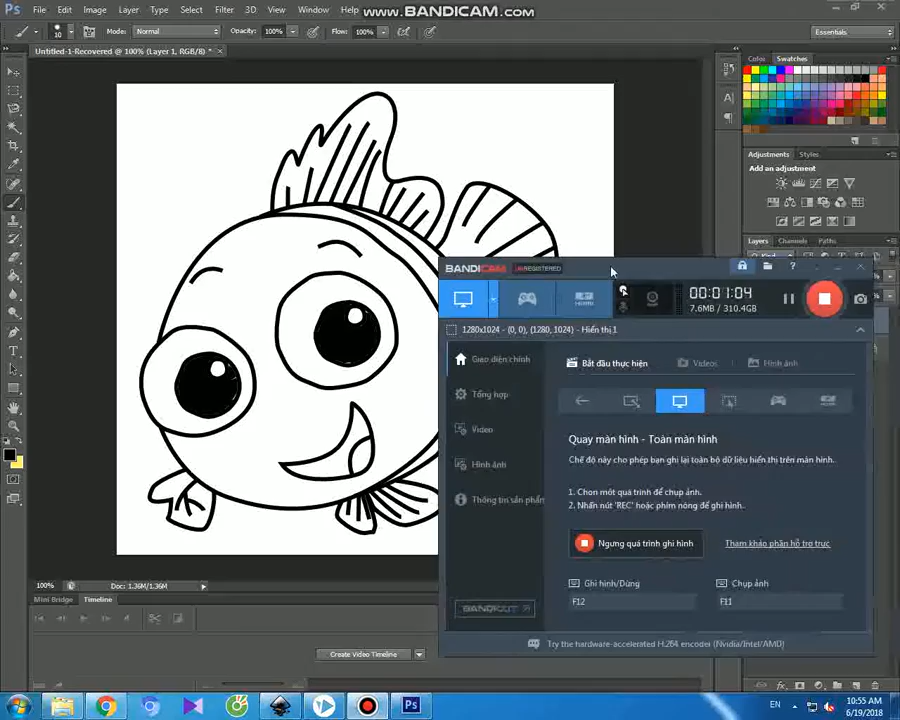 Ps File Edit Image Layer Type Select Filter 3D View Window Help
www.BANDICAM.com
10 Mode: Normal Opacity: 100% Flow: 100% Essentials
Untitled-1-Recovered @ 100% (Layer 1, RGB/8) * ×
Color Swatches
Adjustments Styles
Add an adjustment
Layers Channels Paths
Kind
BANDICAM UNREGISTERED
00:01:04
7.6MB / 310.4GB
1280x1024 - (0, 0), (1280, 1024) - Hiển thị 1
Giao diện chính
Tổng hợp
Video
Hình ảnh
Thông tin sản phẩm
BANDICUT
Bắt đầu thực hiện Videos Hình ảnh
Quay màn hình - Toàn màn hình
Chế độ này cho phép bạn ghi lại toàn bộ dữ liệu hiển thị trên màn hình.
1. Chọn một quá trình để chụp ảnh.
2. Nhấn nút 'REC' hoặc phím nóng để ghi hình.
Ngưng quá trình ghi hình Tham khảo phần hỗ trợ trực
Ghi hình/Dừng Chụp ảnh
F12 F11
Try the hardware-accelerated H.264 encoder (Nvidia/AMD)
100% Doc: 1.36M/1.36M
Mini Bridge Timeline
Create Video Timeline
EN 10:55 AM
6/19/2018